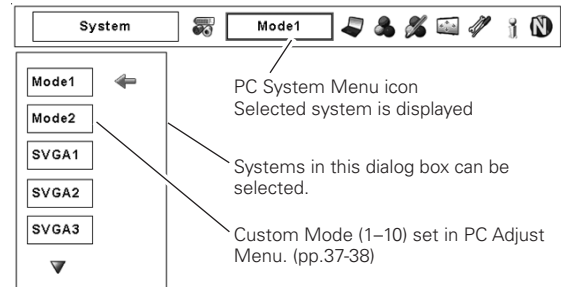 System
Mode1
Mode1
Mode2
SVGA1
SVGA2
SVGA3
PC System Menu icon
Selected system is displayed
Systems in this dialog box can be
selected.
Custom Mode (1–10) set in PC Adjust
Menu. (pp.37-38)